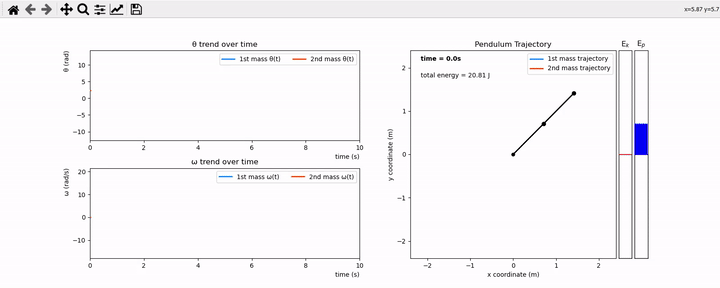 x=5.87 y=5.7
θ trend over time
θ (rad)
1st mass θ(t)
2nd mass θ(t)
10
5
0
−5
−10
0
2
4
6
8
10
time (s)
ω trend over time
ω (rad/s)
1st mass ω(t)
2nd mass ω(t)
20
10
0
−10
0
2
4
6
8
10
time (s)
Pendulum Trajectory
time = 0.0s
total energy = 20.81 J
1st mass trajectory
2nd mass trajectory
y coordinate (m)
2
1
0
−1
−2
−2
−1
0
1
2
x coordinate (m)
Ek
Ep